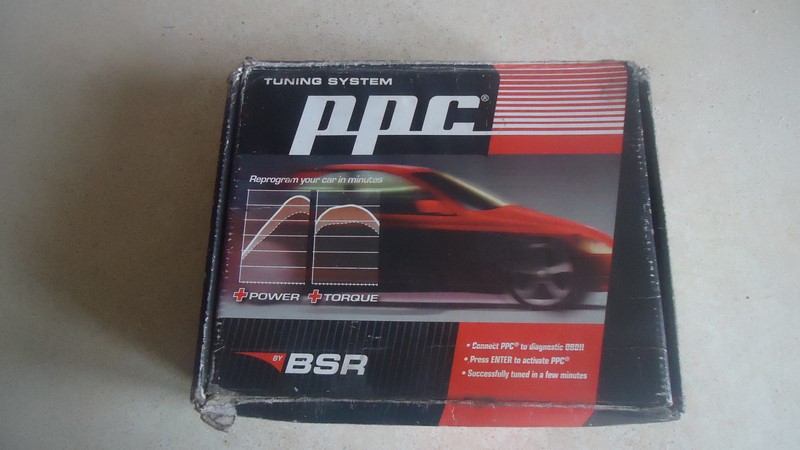 TUNING SYSTEM
ppc®
Reprogram your car in minutes
+POWER +TORQUE
BY BSR
• Connect PPC® to diagnostic OBDII
• Press ENTER to activate PPC®
• Successfully tuned in a few minutes